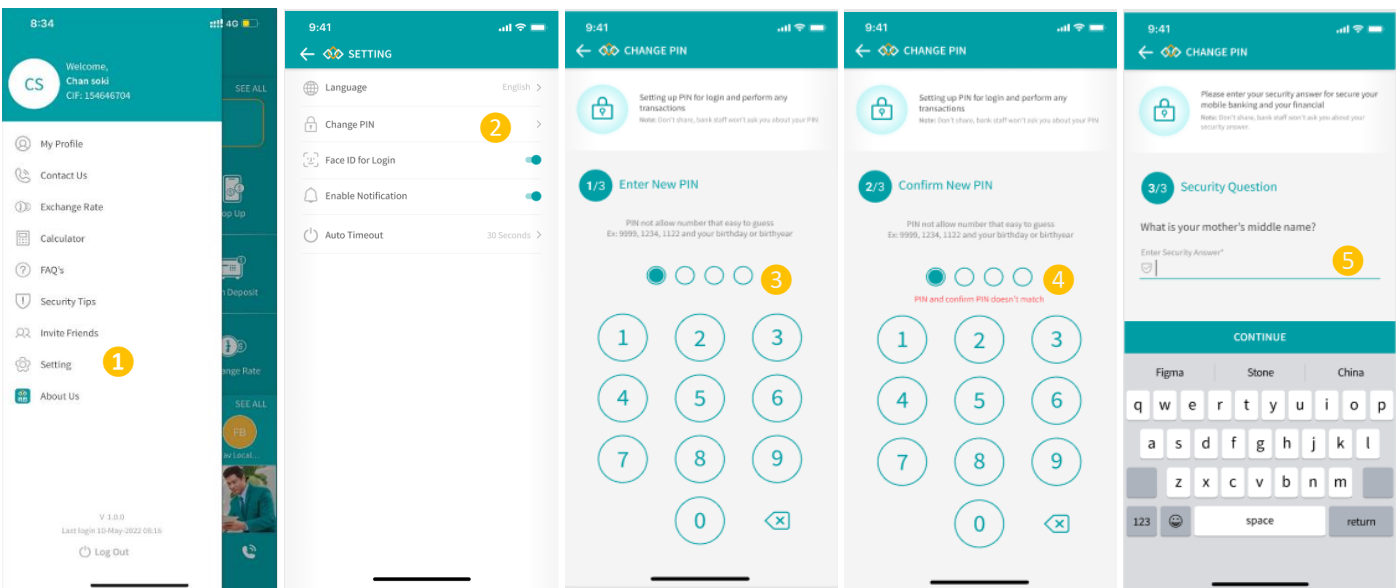 8:34
4G
CS
Welcome,
Chan soki
CIF: 154646704
SEE ALL
My Profile
Contact Us
Exchange Rate
op Up
Calculator
FAQ's
Security Tips
n Deposit
Invite Friends
Setting
1
ange Rate
About Us
SEE ALL
FB
av Local...
V 1.0.0
Last login 10-May-2022 08:16
Log Out
9:41
SETTING
Language
English
Change PIN
2
Face ID for Login
Enable Notification
Auto Timeout
30 Seconds
9:41
CHANGE PIN
Setting up PIN for login and perform any
transactions
Note: Don't share, bank staff won't ask you about your PIN
1/3
Enter New PIN
PIN not allow number that easy to guess
Ex: 9999, 1234, 1122 and your birthday or birthyear
3
1 2 3
4 5 6
7 8 9
0
9:41
CHANGE PIN
Setting up PIN for login and perform any
transactions
Note: Don't share, bank staff won't ask you about your PIN
2/3
Confirm New PIN
PIN not allow number that easy to guess
Ex: 9999, 1234, 1122 and your birthday or birthyear
4
PIN and confirm PIN doesn't match
1 2 3
4 5 6
7 8 9
0
9:41
CHANGE PIN
Please enter your security answer for secure your
mobile banking and your financial
Note: Don't share, bank staff won't ask you about your
security answer.
3/3
Security Question
What is your mother's middle name?
Enter Security Answer*
5
CONTINUE
Figma Stone China
q w e r t y u i o p
a s d f g h j k l
z x c v b n m
123 space return